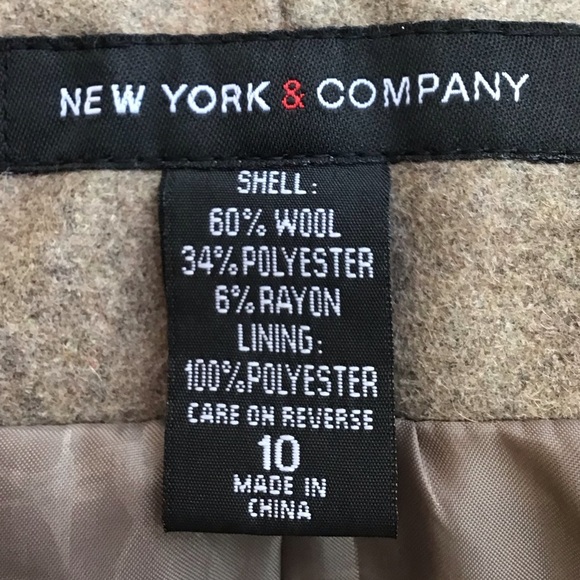 NEW YORK & COMPANY
SHELL:
60% WOOL
34% POLYESTER
6% RAYON
LINING:
100% POLYESTER
CARE ON REVERSE
10
MADE IN
CHINA